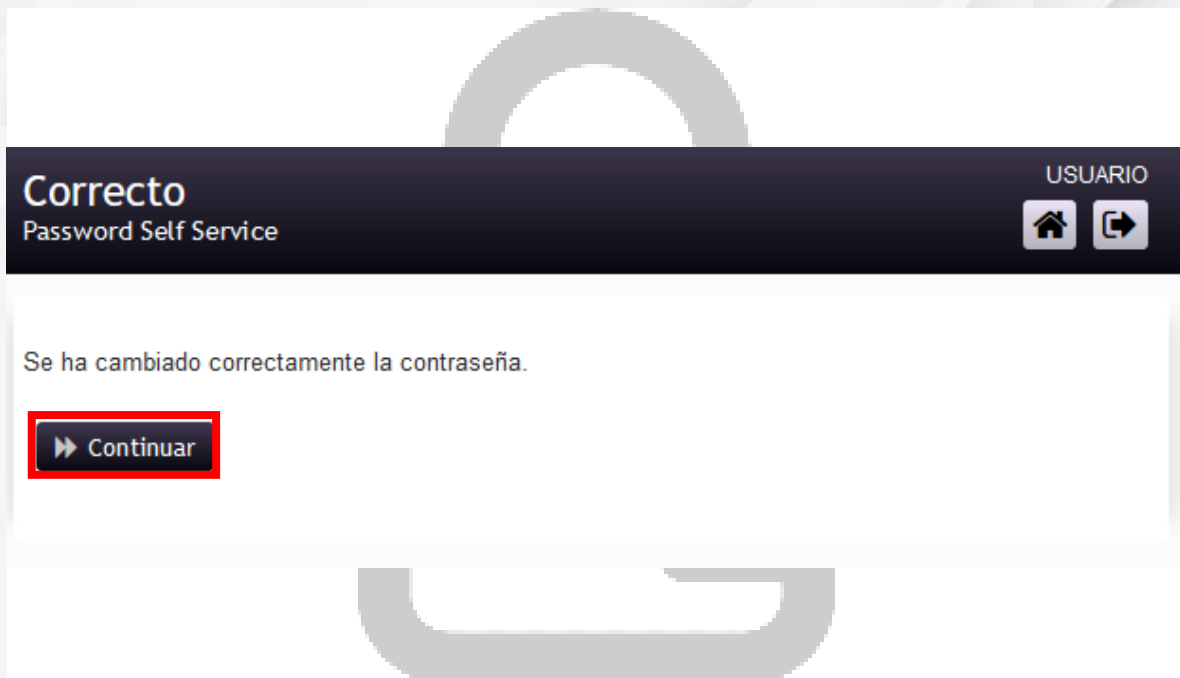 Correcto
USUARIO
Password Self Service
Se ha cambiado correctamente la contraseña.
Continuar